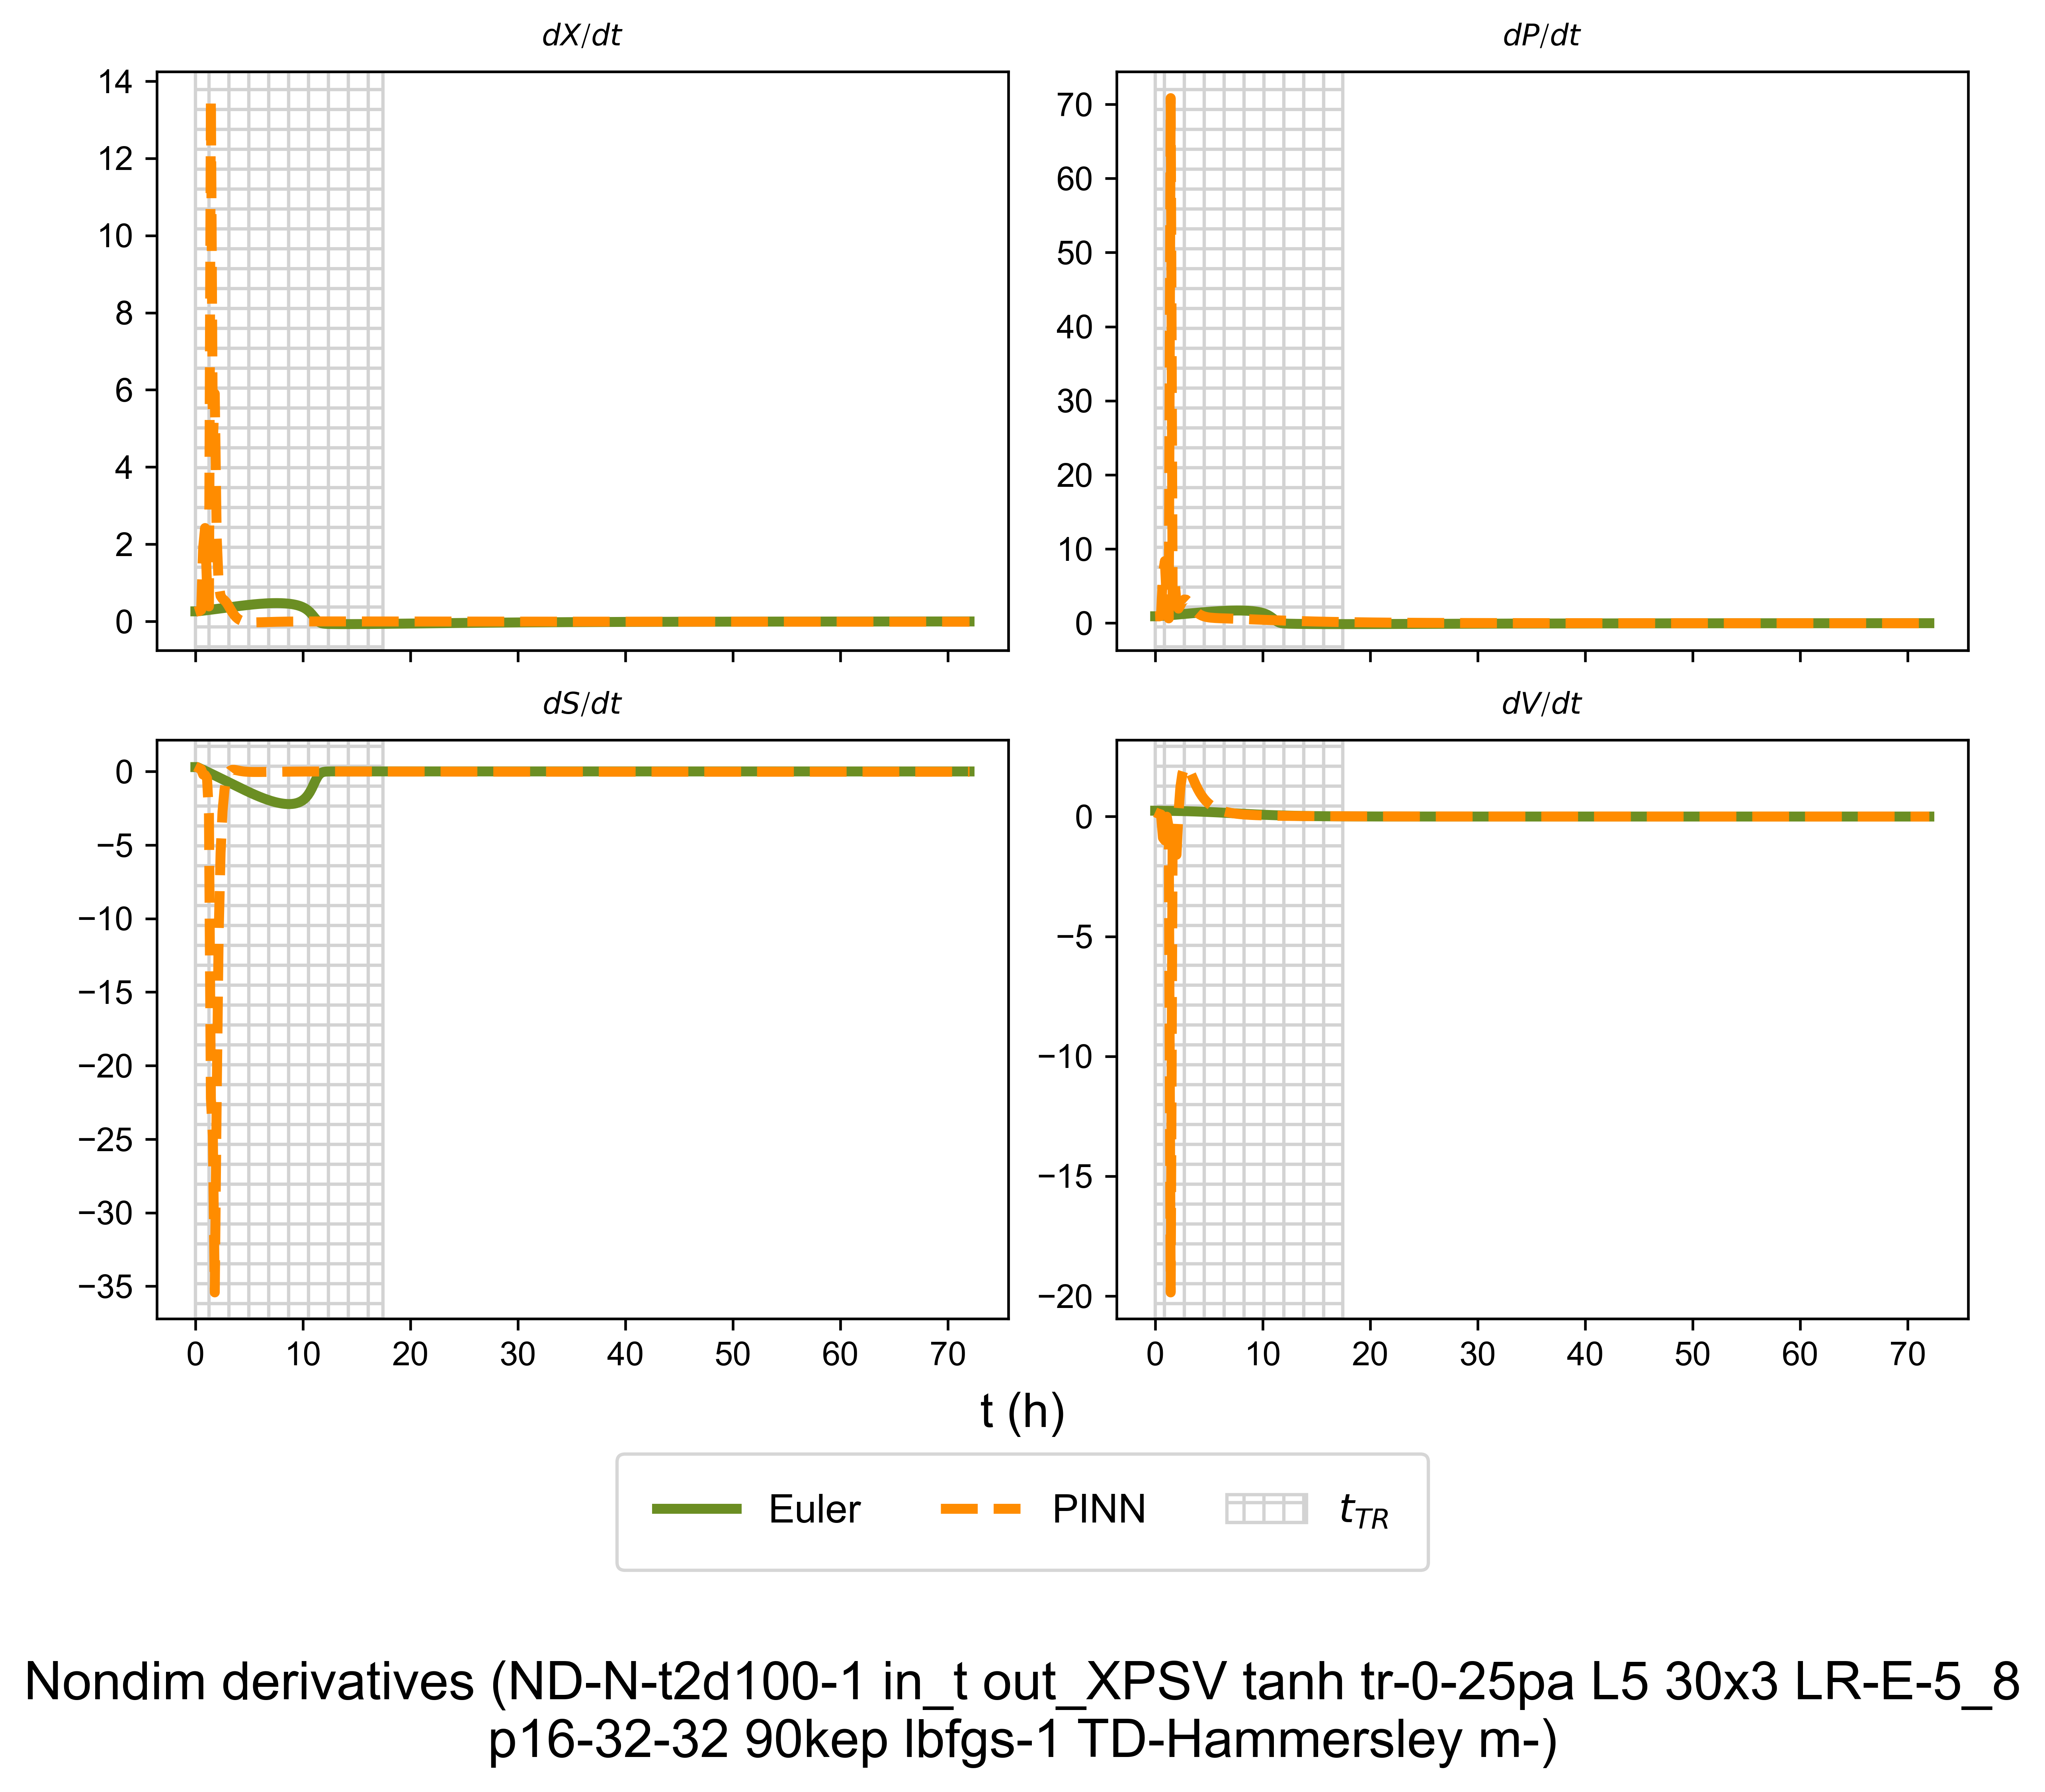 dX/dt
dP/dt
14
12
10
8
6
4
2
0
70
60
50
40
30
20
10
0
dS/dt
dV/dt
0
−5
−10
−15
−20
−25
−30
−35
0
−5
−10
−15
−20
0 10 20 30 40 50 60 70
0 10 20 30 40 50 60 70
t (h)
Euler PINN t_TR
Nondim derivatives (ND-N-t2d100-1 in_t out_XPSV tanh tr-0-25pa L5 30x3 LR-E-5_8
p16-32-32 90kep lbfgs-1 TD-Hammersley m-)